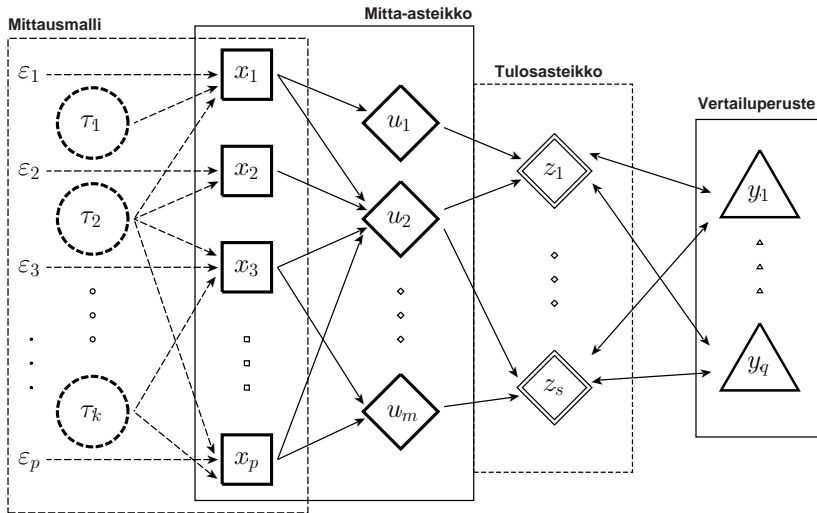 Mitta-asteikko
Mittausmalli
Tulosasteikko
Vertailuperuste
ε₁
x₁
τ₁
u₁
ε₂
x₂
z₁
τ₂
u₂
y₁
ε₃
x₃
τₖ
uₘ
zₛ
y_q
εₚ
xₚ